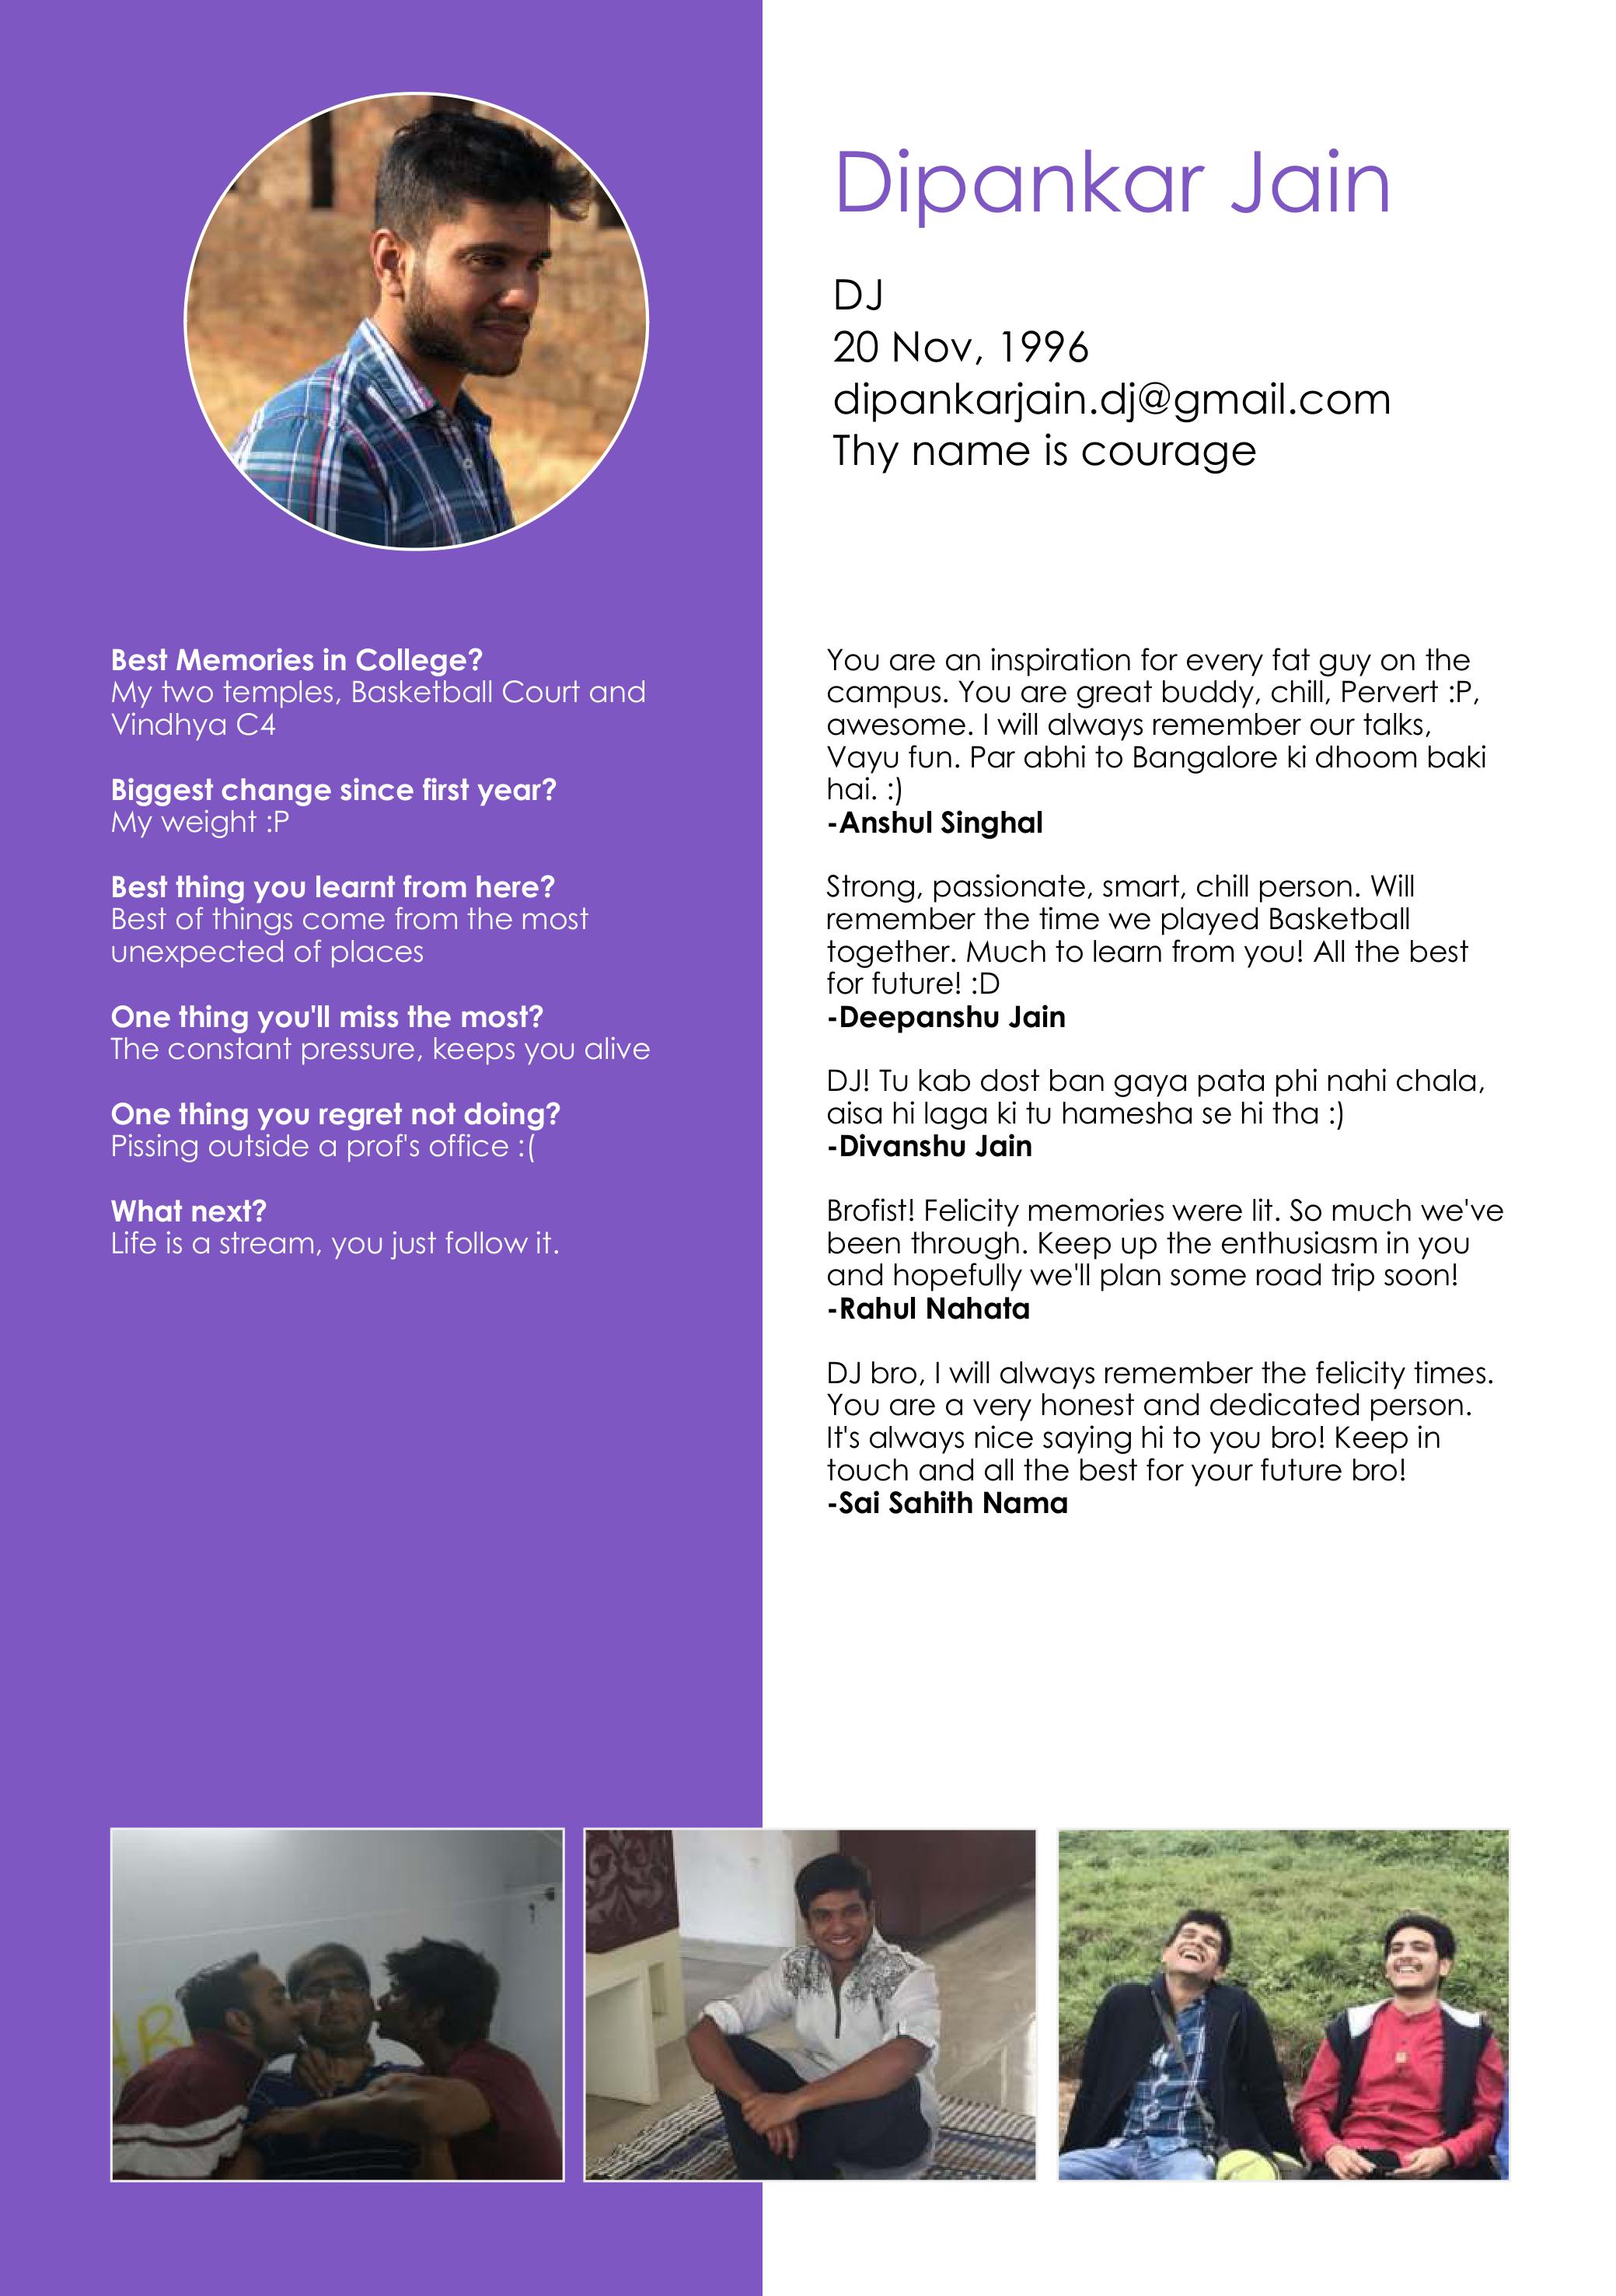 Dipankar Jain
DJ
20 Nov, 1996
dipankarjain.dj@gmail.com
Thy name is courage
Best Memories in College?
My two temples, Basketball Court and
Vindhya C4
Biggest change since first year?
My weight :P
Best thing you learnt from here?
Best of things come from the most
unexpected of places
One thing you'll miss the most?
The constant pressure, keeps you alive
One thing you regret not doing?
Pissing outside a prof's office :(
What next?
Life is a stream, you just follow it.
You are an inspiration for every fat guy on the
campus. You are great buddy, chill, Pervert :P,
awesome. I will always remember our talks,
Vayu fun. Par abhi to Bangalore ki dhoom baki
hai. :)
-Anshul Singhal
Strong, passionate, smart, chill person. Will
remember the time we played Basketball
together. Much to learn from you! All the best
for future! :D
-Deepanshu Jain
DJ! Tu kab dost ban gaya pata phi nahi chala,
aisa hi laga ki tu hamesha se hi tha :)
-Divanshu Jain
Brofist! Felicity memories were lit. So much we've
been through. Keep up the enthusiasm in you
and hopefully we'll plan some road trip soon!
-Rahul Nahata
DJ bro, I will always remember the felicity times.
You are a very honest and dedicated person.
It's always nice saying hi to you bro! Keep in
touch and all the best for your future bro!
-Sai Sahith Nama